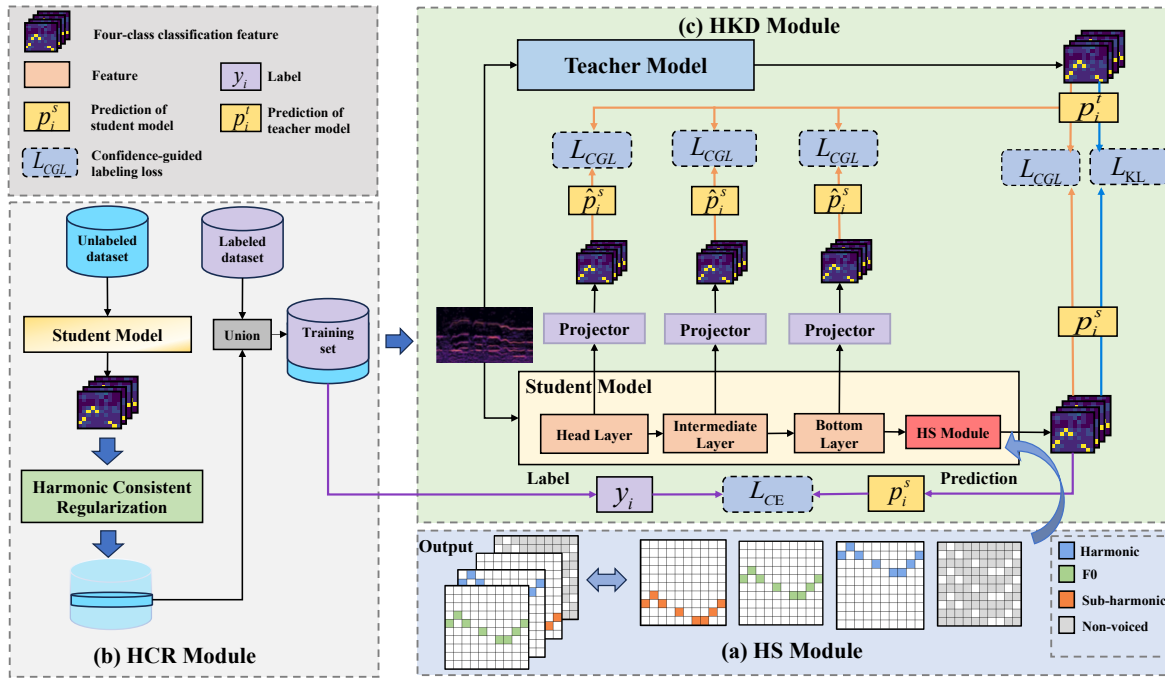 Four-class classification feature
Feature
y_i
Label
p_i^s
Prediction of
student model
p_i^t
Prediction of
teacher model
L_CGL
Confidence-guided
labeling loss
Unlabeled
dataset
Labeled
dataset
Student Model
Union
Training
set
Harmonic Consistent
Regularization
(b) HCR Module
(c) HKD Module
Teacher Model
p_i^t
L_CGL
L_CGL
L_CGL
L_CGL
L_KL
p̂_i^s
p̂_i^s
p̂_i^s
Projector
Projector
Projector
p_i^s
Student Model
Head Layer
Intermediate
Layer
Bottom
Layer
HS Module
Label
y_i
L_CE
p_i^s
Prediction
Output
Harmonic
F0
Sub-harmonic
Non-voiced
(a) HS Module